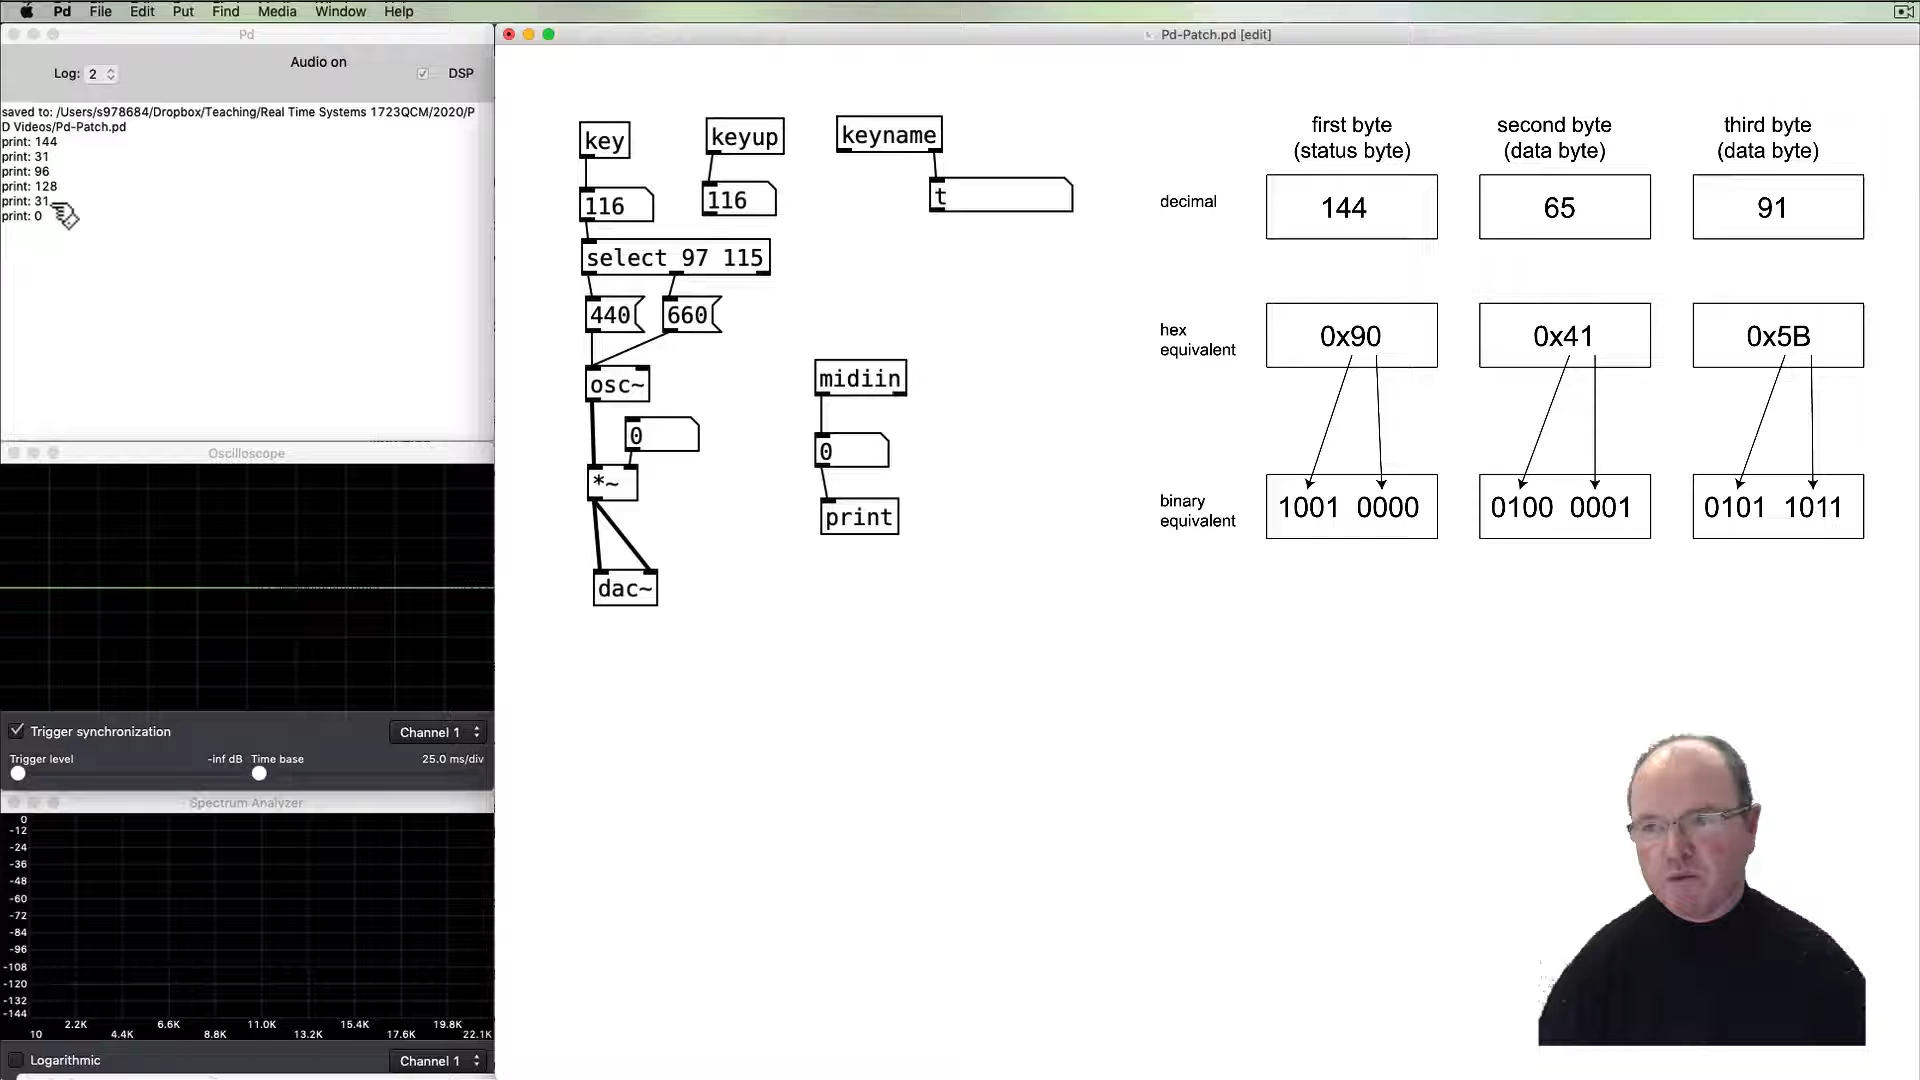 Pd File Edit Put Find Media Window Help
Pd
Audio on
Log: 2
DSP
saved to: /Users/s978684/Dropbox/Teaching/Real Time Systems 1723QCM/2020/P
D Videos/Pd-Patch.pd
print: 144
print: 31
print: 96
print: 128
print: 31
print: 0
Oscilloscope
Trigger synchronization
Channel 1
Trigger level
-inf dB
Time base
25.0 ms/div
Spectrum Analyzer
0
-12
-24
-36
-48
-60
-72
-84
-96
-108
-120
-132
-144
10 2.2K 4.4K 6.6K 8.8K 11.0K 13.2K 15.4K 17.6K 19.8K 22.1K
Logarithmic
Channel 1
Pd-Patch.pd [edit]
key
116
select 97 115
440
660
osc~
0
*~
dac~
keyup
116
keyname
t
midiin
0
print
first byte
(status byte)
second byte
(data byte)
third byte
(data byte)
decimal
144
65
91
hex
equivalent
0x90
0x41
0x5B
binary
equivalent
1001 0000
0100 0001
0101 1011